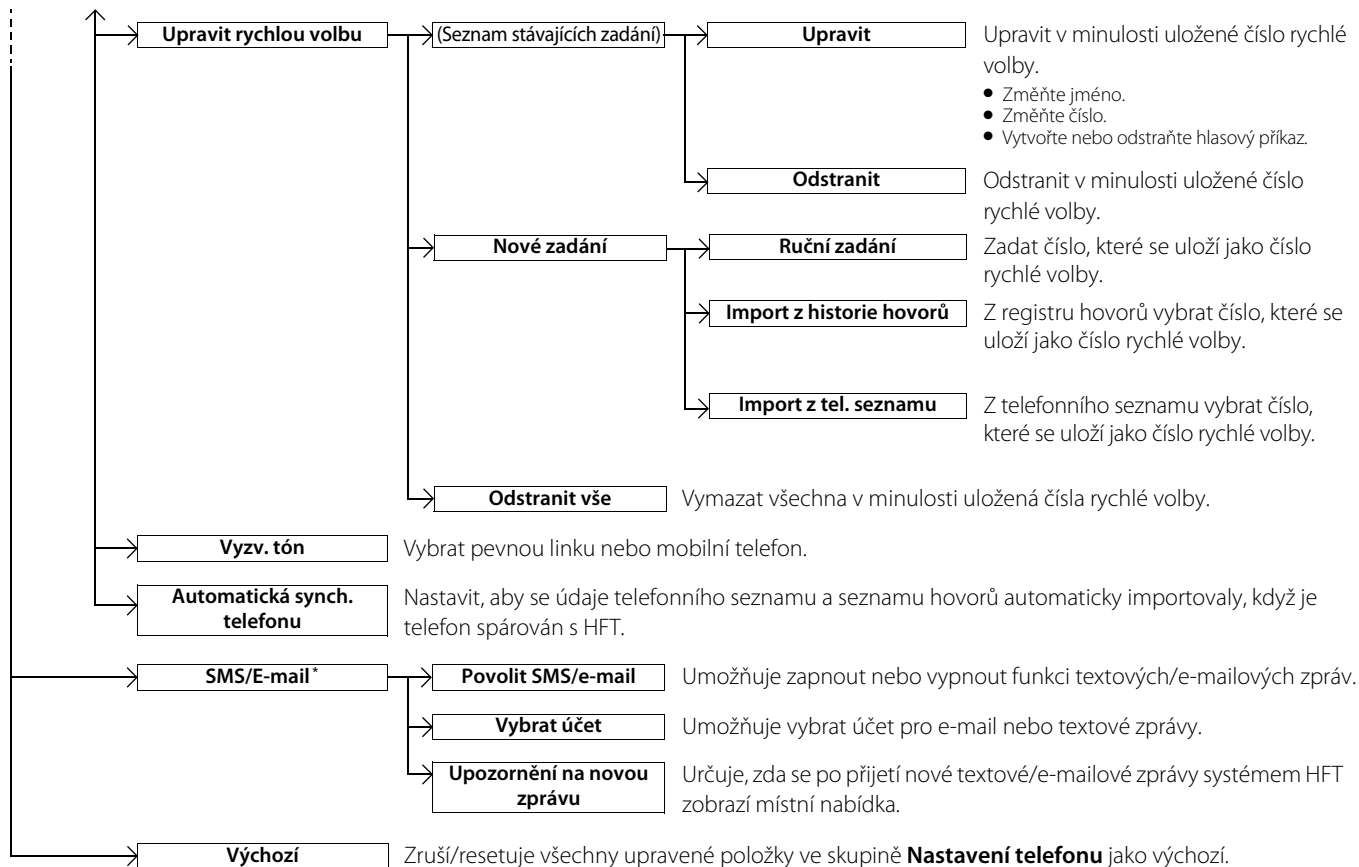 Upravit rychlou volbu
(Seznam stávajících zadání)
Upravit
Upravit v minulosti uložené číslo rychlé
volby.
• Změňte jméno.
• Změňte číslo.
• Vytvořte nebo odstraňte hlasový příkaz.
Odstranit
Odstranit v minulosti uložené číslo
rychlé volby.
Nové zadání
Ruční zadání
Zadat číslo, které se uloží jako číslo
rychlé volby.
Import z historie hovorů
Z registru hovorů vybrat číslo, které se
uloží jako číslo rychlé volby.
Import z tel. seznamu
Z telefonního seznamu vybrat číslo,
které se uloží jako číslo rychlé volby.
Odstranit vše
Vymazat všechna v minulosti uložená čísla rychlé volby.
Vyzv. tón
Vybrat pevnou linku nebo mobilní telefon.
Automatická synch.
telefonu
Nastavit, aby se údaje telefonního seznamu a seznamu hovorů automaticky importovaly, když je
telefon spárován s HFT.
SMS/E-mail*
Povolit SMS/e-mail
Umožňuje zapnout nebo vypnout funkci textových/e-mailových zpráv.
Vybrat účet
Umožňuje vybrat účet pro e-mail nebo textové zprávy.
Upozornění na novou
zprávu
Určuje, zda se po přijetí nové textové/e-mailové zprávy systémem HFT
zobrazí místní nabídka.
Výchozí
Zruší/resetuje všechny upravené položky ve skupině Nastavení telefonu jako výchozí.